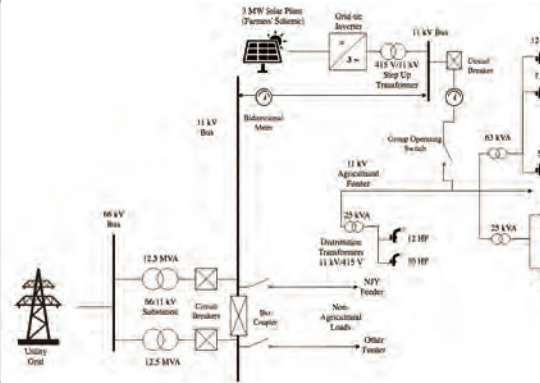 3 MW Solar Plant
(Farmers' Scheme)
Grid-tie
Inverter
11 kV Bus
=
3 ~
415 V/11 kV
Step Up
Transformer
Circuit
Breaker
Bidirectional
Meter
11 kV
Bus
Group Operating
Switch
63 kVA
11 kV
Agricultural
Feeder
66 kV
Bus
25 kVA
25 kVA
12 HP
10 HP
Distribution
Transformers
11 kV/415 V
12.5 MVA
66/11 kV
Substation
Circuit
Breakers
Bus
Coupler
NJY
Feeder
Non-
Agricultural
Loads
Other
Feeder
12.5 MVA
Utility
Grid